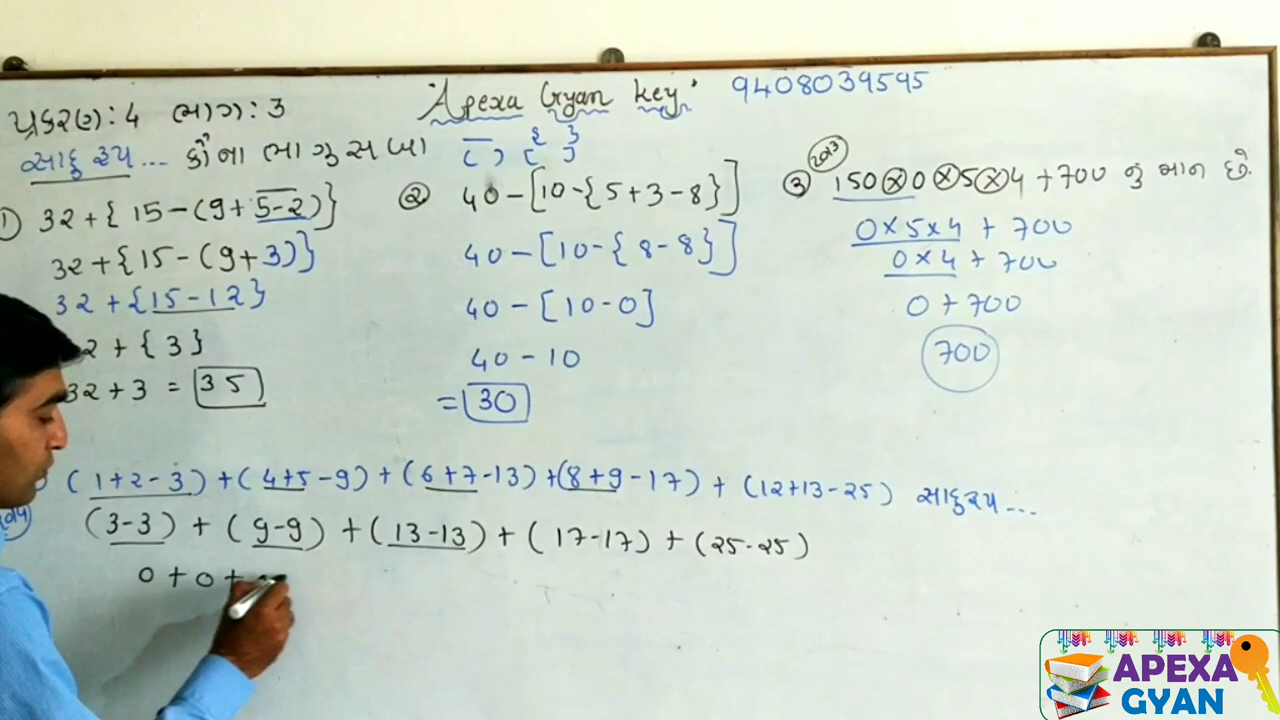 "Apexa Gyan key" 9408039595
પ્રકરણ : 4 ભાગ : 3
સાદુ રૂપ ... કૌંના ભાગુ સ બા ‾ ( ) { } [ ]
① 32 + { 15 - ( 9 + 5-2 ) }
32 + { 15 - ( 9 + 3 ) }
32 + { 15 - 12 }
2 + { 3 }
32 + 3 = 35
② 40 - [ 10 - { 5 + 3 - 8 } ]
40 - [ 10 - { 8 - 8 } ]
40 - [ 10 - 0 ]
40 - 10
= 30
③ 2013 150 × 0 × 5 × 4 + 700 નું માન છે.
0 × 5 × 4 + 700
0 × 4 + 700
0 + 700
700
( 1 + 2 - 3 ) + ( 4 + 5 - 9 ) + ( 6 + 7 - 13 ) + ( 8 + 9 - 17 ) + ( 12 + 13 - 25 ) સાદુરૂપ ...
( 3 - 3 ) + ( 9 - 9 ) + ( 13 - 13 ) + ( 17 - 17 ) + ( 25 - 25 )
0 + 0 +
APEXA
GYAN